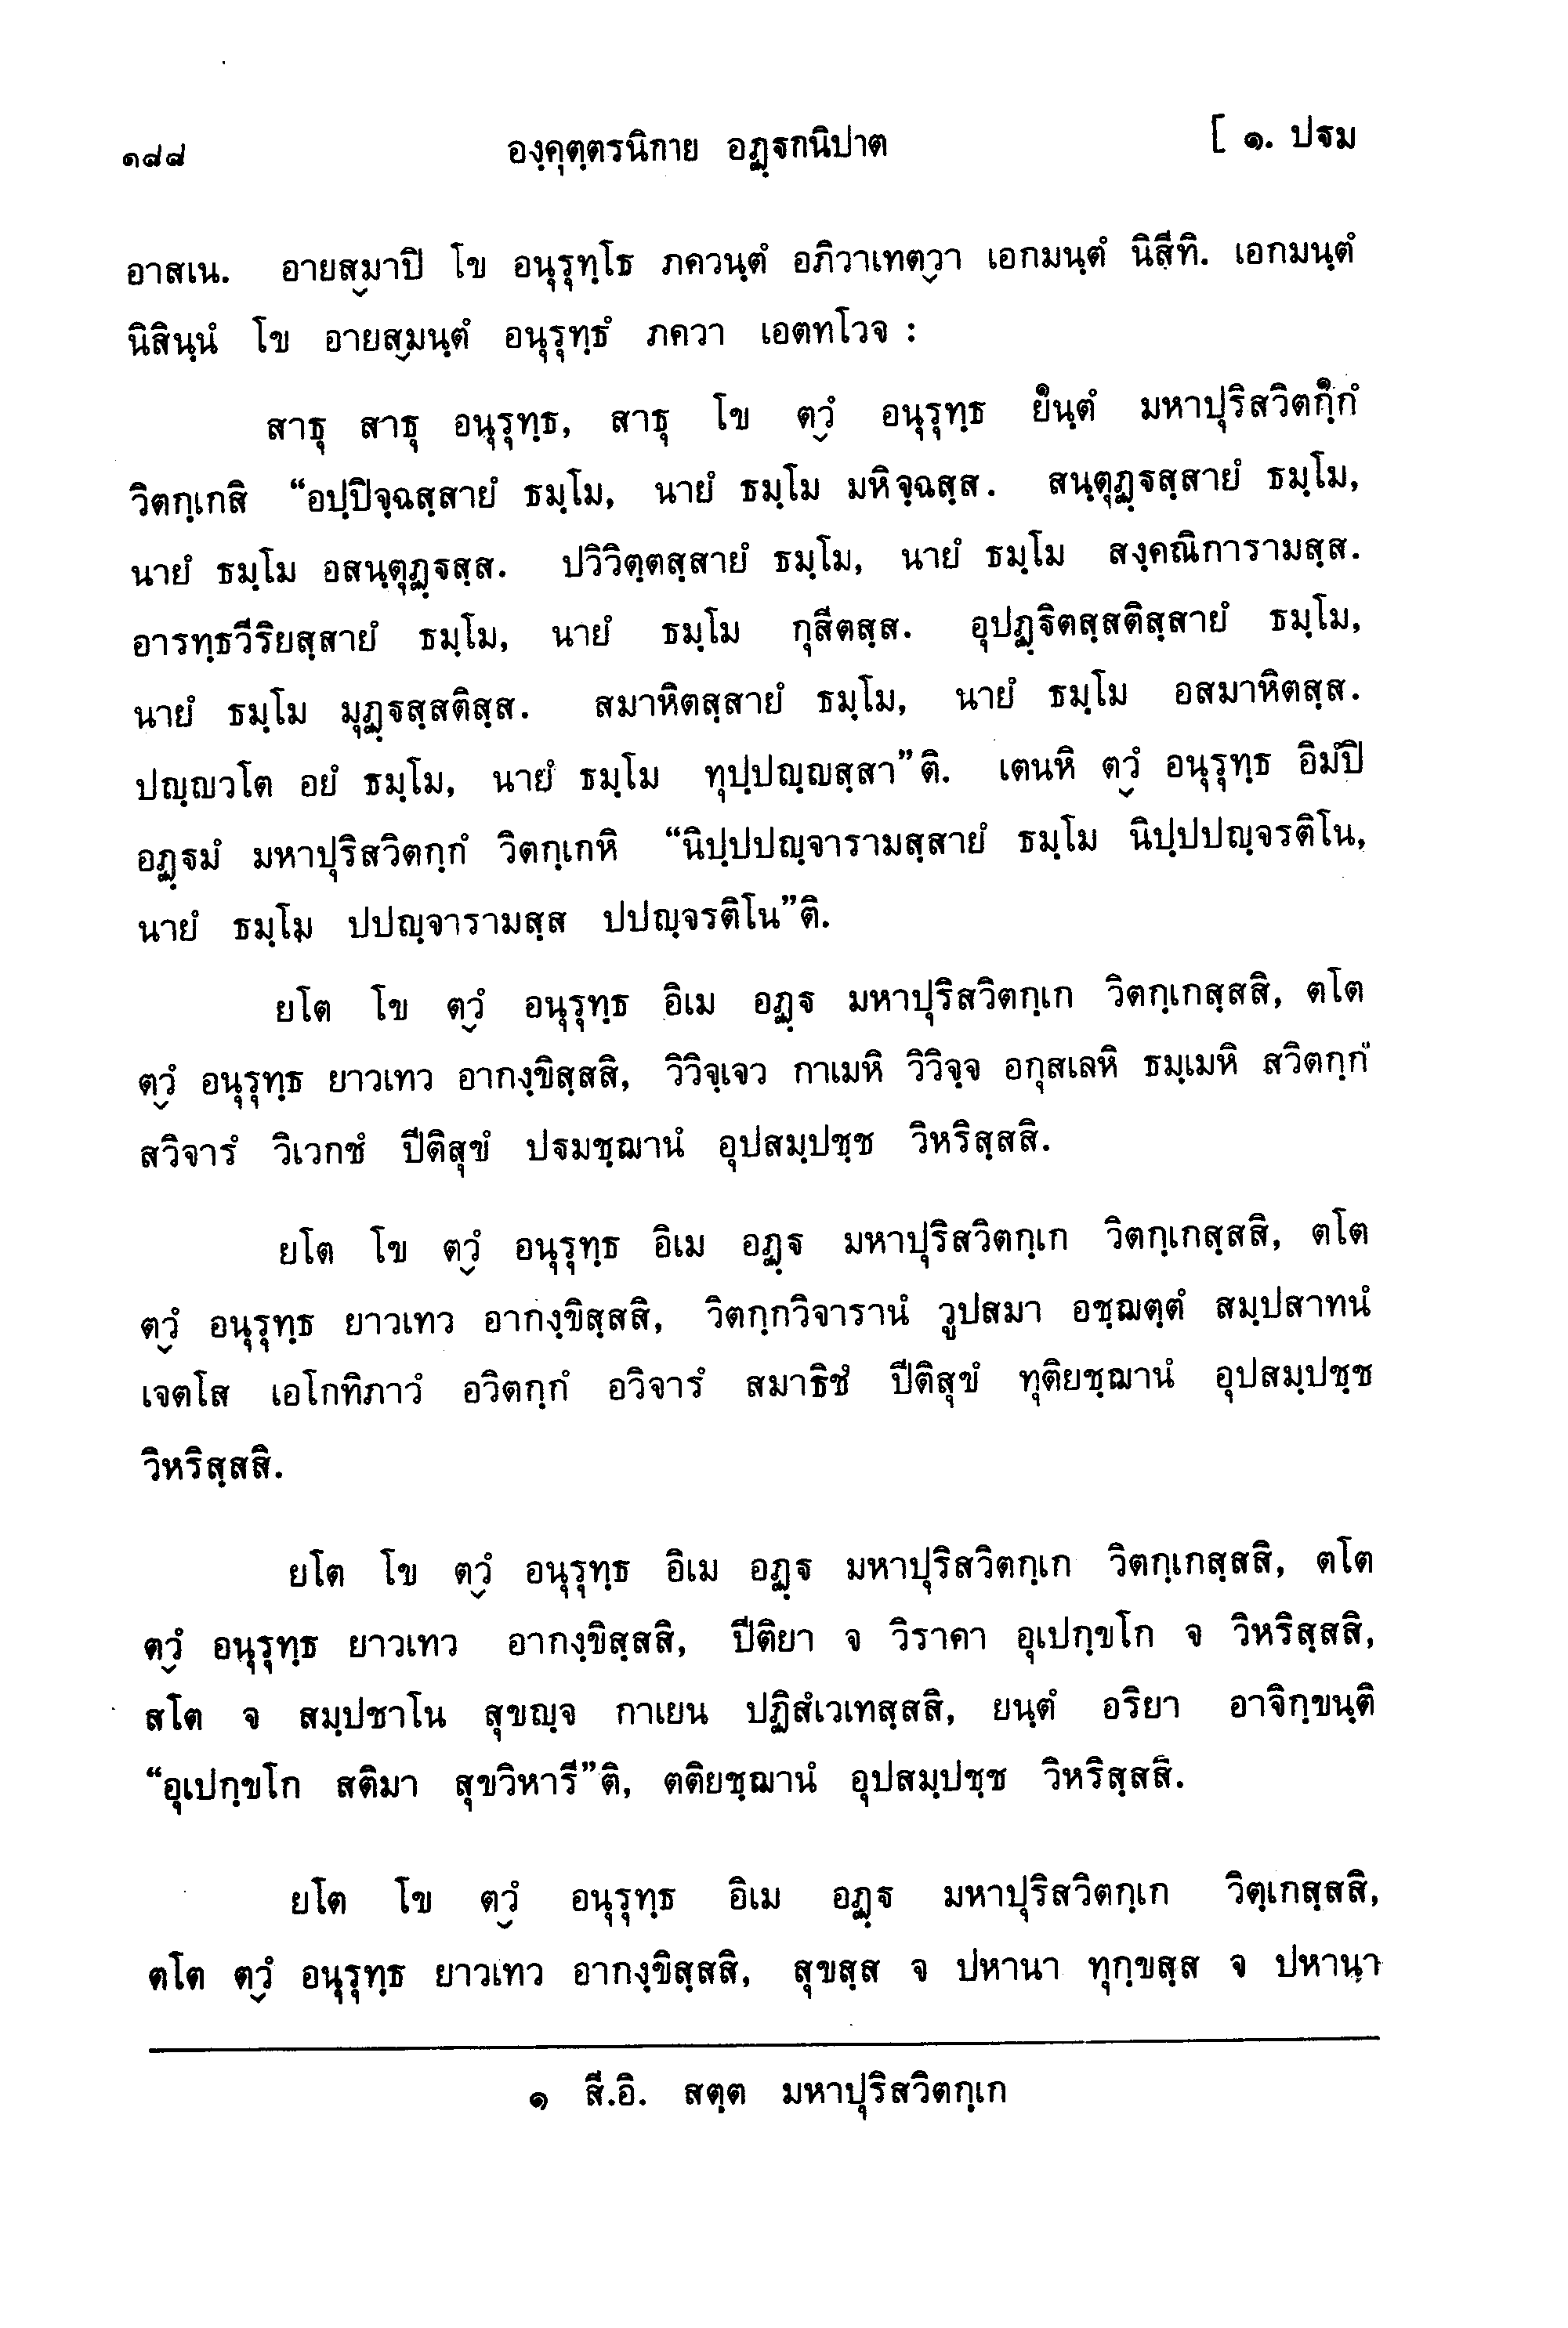 ๑๘๘ องฺคุตฺตรนิกาย อฏฺฐกนิปาต [ ๑. ปฐม
อาสเน. อายสฺมาปิ โข อนุรุทฺโธ ภควนฺตํ อภิวาเทตฺวา เอกมนฺตํ นิสีทิ. เอกมนฺตํ
นิสินฺนํ โข อายสฺมนฺตํ อนุรุทฺธํ ภควา เอตทโวจ :
สาธุ สาธุ อนุรุทฺธ, สาธุ โข ตฺวํ อนุรุทฺธ ย๑นฺตํ มหาปุริสวิตกฺก๑ํ
วิตกฺเกสิ “อปฺปิจฺฉสฺสายํ ธมฺโม, นายํ ธมฺโม มหิจฺฉสฺส. สนฺตุฏฺฐสฺสายํ ธมฺโม,
นายํ ธมฺโม อสนฺตุฏฺฐสฺส. ปวิวิตฺตสฺสายํ ธมฺโม, นายํ ธมฺโม สงฺคณิการามสฺส.
อารทฺธวีริยสฺสายํ ธมฺโม, นายํ ธมฺโม กุสีตสฺส. อุปฏฺฐิตสฺสติสฺสายํ ธมฺโม,
นายํ ธมฺโม มุฏฺฐสฺสติสฺส. สมาหิตสฺสายํ ธมฺโม, นายํ ธมฺโม อสมาหิตสฺส.
ปญฺญวโต อยํ ธมฺโม, นายํ ธมฺโม ทุปฺปญฺญสฺสา”ติ. เตนหิ ตฺวํ อนุรุทฺธ อิมํปิ
อฏฺฐมํ มหาปุริสวิตกฺกํ วิตกฺเกหิ “นิปฺปปญฺจารามสฺสายํ ธมฺโม นิปฺปปญฺจรติโน,
นายํ ธมฺโม ปปญฺจารามสฺส ปปญฺจรติโน”ติ.
ยโต โข ตฺวํ อนุรุทฺธ อิเม อฏฺฐ มหาปุริสวิตกฺเก วิตกฺเกสฺสสิ, ตโต
ตฺวํ อนุรุทฺธ ยาวเทว อากงฺขิสฺสสิ, วิวิจฺเจว กาเมหิ วิวิจฺจ อกุสเลหิ ธมฺเมหิ สวิตกฺกํ
สวิจารํ วิเวกชํ ปีติสุขํ ปฐมชฺฌานํ อุปสมฺปชฺช วิหริสฺสสิ.
ยโต โข ตฺวํ อนุรุทฺธ อิเม อฏฺฐ มหาปุริสวิตกฺเก วิตกฺเกสฺสสิ, ตโต
ตฺวํ อนุรุทฺธ ยาวเทว อากงฺขิสฺสสิ, วิตกฺกวิจารานํ วูปสมา อชฺฌตฺตํ สมฺปสาทนํ
เจตโส เอโกทิภาวํ อวิตกฺกํ อวิจารํ สมาธิชํ ปีติสุขํ ทุติยชฺฌานํ อุปสมฺปชฺช
วิหริสฺสสิ.
ยโต โข ตฺวํ อนุรุทฺธ อิเม อฏฺฐ มหาปุริสวิตกฺเก วิตกฺเกสฺสสิ, ตโต
ตฺวํ อนุรุทฺธ ยาวเทว อากงฺขิสฺสสิ, ปีติยา จ วิราคา อุเปกฺขโก จ วิหริสฺสสิ,
สโต จ สมฺปชาโน สุขญฺจ กาเยน ปฏิสํเวเทสฺสสิ, ยนฺตํ อริยา อาจิกฺขนฺติ
“อุเปกฺขโก สติมา สุขวิหารี”ติ, ตติยชฺฌานํ อุปสมฺปชฺช วิหริสฺสสิ.
ยโต โข ตฺวํ อนุรุทฺธ อิเม อฏฺฐ มหาปุริสวิตกฺเก วิตฺเกสฺสสิ,
ตโต ตฺวํ อนุรุทฺธ ยาวเทว อากงฺขิสฺสสิ, สุขสฺส จ ปหานา ทุกฺขสฺส จ ปหานา
๑ สี.อิ. สตฺต มหาปุริสวิตกฺเก